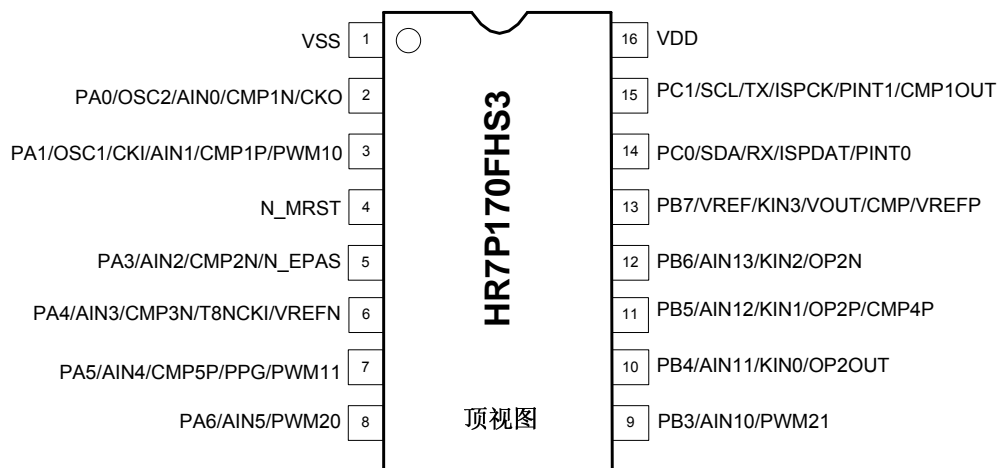 VSS 1 16 VDD
PA0/OSC2/AIN0/CMP1N/CKO 2 15 PC1/SCL/TX/ISPCK/PINT1/CMP1OUT
PA1/OSC1/CKI/AIN1/CMP1P/PWM10 3 14 PC0/SDA/RX/ISPDAT/PINT0
N_MRST 4 13 PB7/VREF/KIN3/VOUT/CMP/VREFP
PA3/AIN2/CMP2N/N_EPAS 5 12 PB6/AIN13/KIN2/OP2N
PA4/AIN3/CMP3N/T8NCKI/VREFN 6 11 PB5/AIN12/KIN1/OP2P/CMP4P
PA5/AIN4/CMP5P/PPG/PWM11 7 10 PB4/AIN11/KIN0/OP2OUT
PA6/AIN5/PWM20 8 9 PB3/AIN10/PWM21
HR7P170FHS3
顶视图